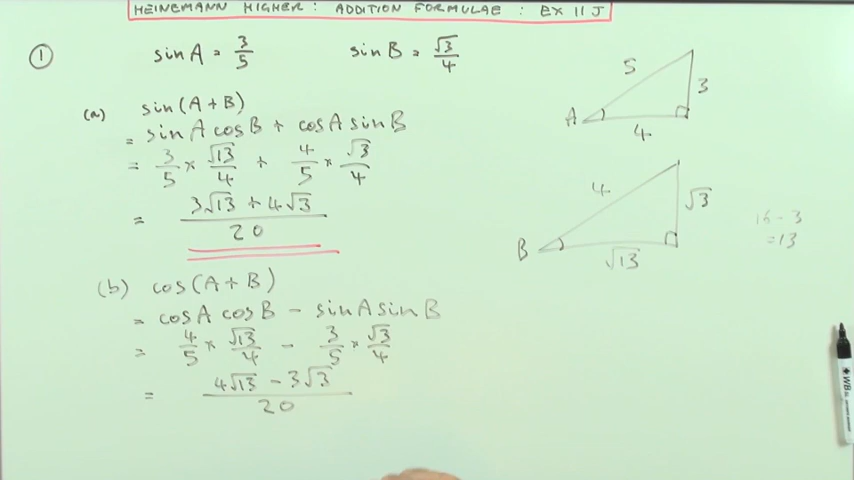 HEINEMANN HIGHER : ADDITION FORMULAE : EX 11J
① sin A = 3/5 sin B = √3/4
(a) sin(A+B)
= sin A cos B + cos A sin B
= 3/5 × √13/4 + 4/5 × √3/4
= 3√13 + 4√3 / 20
(b) cos(A+B)
= cos A cos B − sin A sin B
= 4/5 × √13/4 − 3/5 × √3/4
= 4√13 − 3√3 / 20
5
3
A
4
4
√3
B
√13
16 − 3
= 13
WB